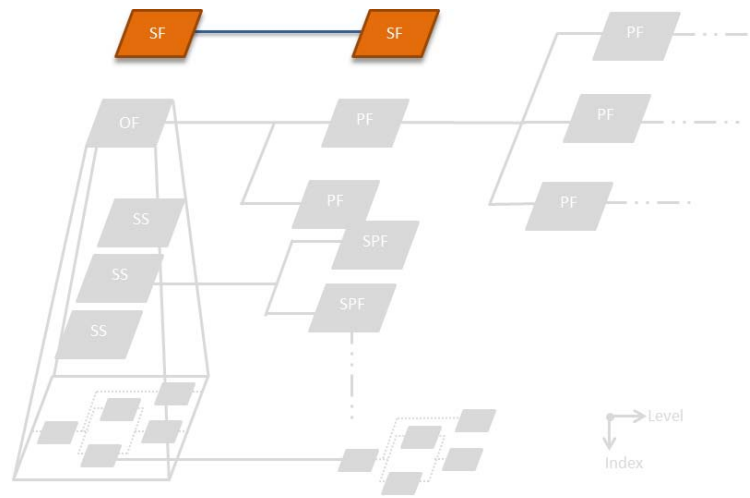 SF SF
PF
OF PF PF
PF PF
SS SPF
SS SPF
SS
Level
Index